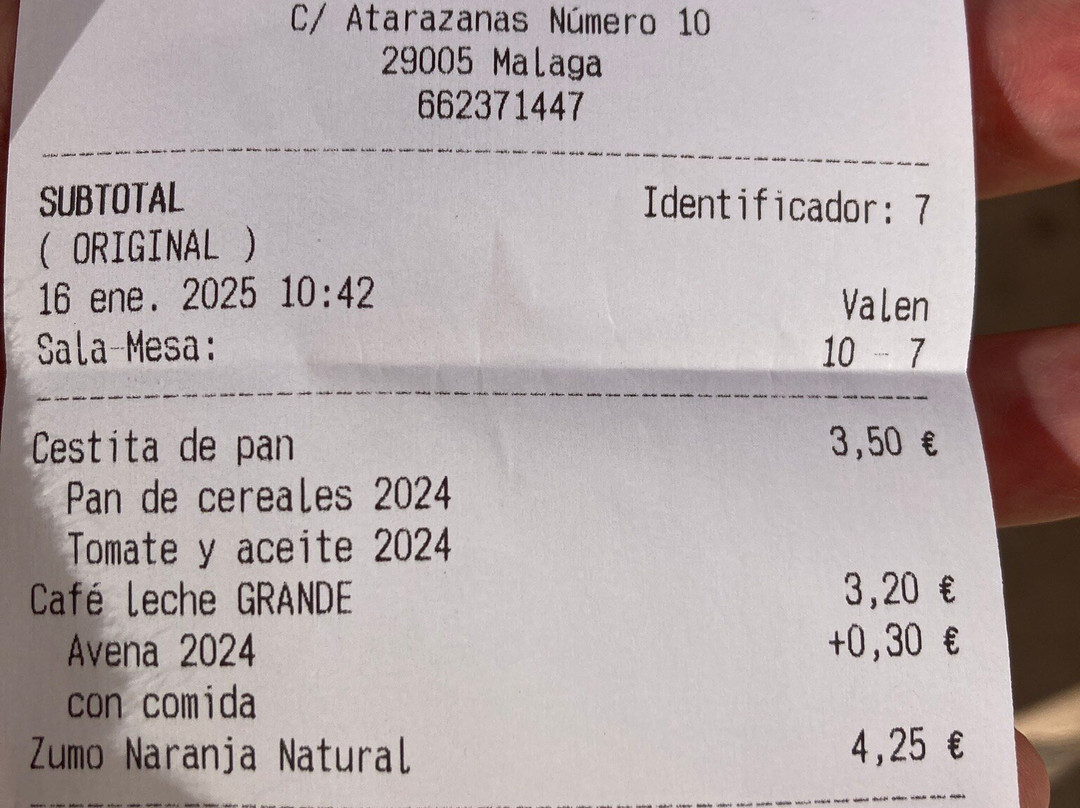 C/ Atarazanas Número 10
29005 Malaga
662371447
SUBTOTAL Identificador: 7
( ORIGINAL )
16 ene. 2025 10:42 Valen
Sala-Mesa: 10 - 7
Cestita de pan 3,50 €
Pan de cereales 2024
Tomate y aceite 2024
Café leche GRANDE 3,20 €
Avena 2024 +0,30 €
con comida
Zumo Naranja Natural 4,25 €